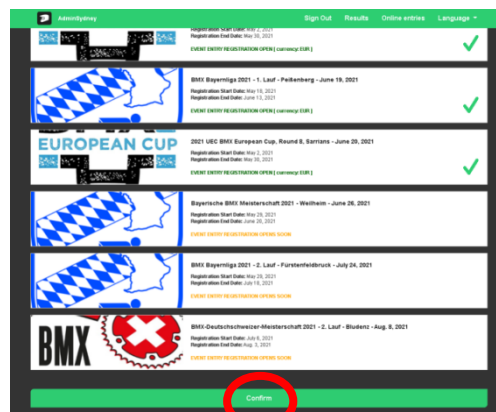 AdminSydney
Sign Out Results Online entries Language
Registration Start Date: May 2, 2021
Registration End Date: May 30, 2021
EVENT ENTRY REGISTRATION OPEN [ currency: EUR ]
BMX Bayernliga 2021 - 1. Lauf - Peißenberg - June 19, 2021
Registration Start Date: May 19, 2021
Registration End Date: June 13, 2021
EVENT ENTRY REGISTRATION OPEN [ currency: EUR ]
EUROPEAN CUP
2021 UEC BMX European Cup, Round 8, Sarrians - June 20, 2021
Registration Start Date: May 2, 2021
Registration End Date: May 30, 2021
EVENT ENTRY REGISTRATION OPEN [ currency: EUR ]
Bayerische BMX Meisterschaft 2021 - Weilheim - June 26, 2021
Registration Start Date: May 29, 2021
Registration End Date: June 20, 2021
EVENT ENTRY REGISTRATION OPENS SOON
BMX Bayernliga 2021 - 2. Lauf - Fürstenfeldbruck - July 24, 2021
Registration Start Date: May 29, 2021
Registration End Date: July 18, 2021
EVENT ENTRY REGISTRATION OPENS SOON
BMX
BMX-Deutschschweizer-Meisterschaft 2021 - 2. Lauf - Bludenz - Aug. 8, 2021
Registration Start Date: July 6, 2021
Registration End Date: Aug. 3, 2021
EVENT ENTRY REGISTRATION OPENS SOON
Confirm